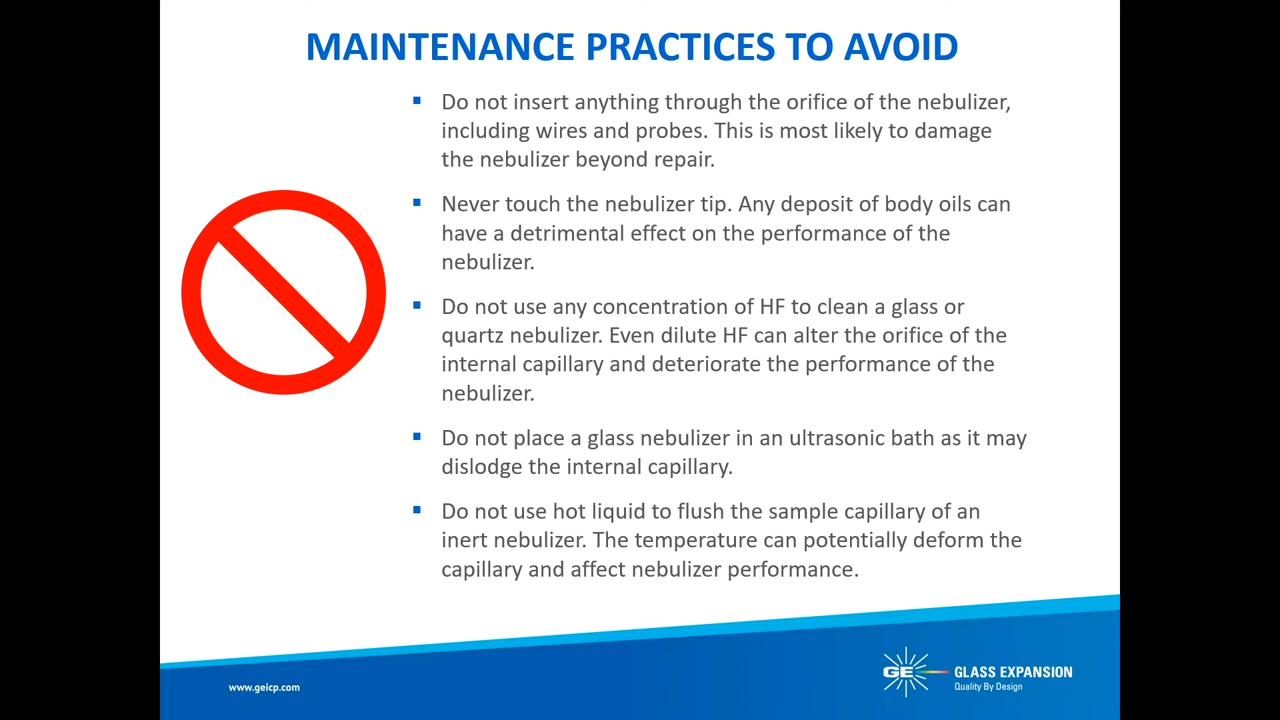 MAINTENANCE PRACTICES TO AVOID
▪ Do not insert anything through the orifice of the nebulizer,
including wires and probes. This is most likely to damage
the nebulizer beyond repair.
▪ Never touch the nebulizer tip. Any deposit of body oils can
have a detrimental effect on the performance of the
nebulizer.
▪ Do not use any concentration of HF to clean a glass or
quartz nebulizer. Even dilute HF can alter the orifice of the
internal capillary and deteriorate the performance of the
nebulizer.
▪ Do not place a glass nebulizer in an ultrasonic bath as it may
dislodge the internal capillary.
▪ Do not use hot liquid to flush the sample capillary of an
inert nebulizer. The temperature can potentially deform the
capillary and affect nebulizer performance.
www.geicp.com
GE
GLASS EXPANSION
Quality By Design